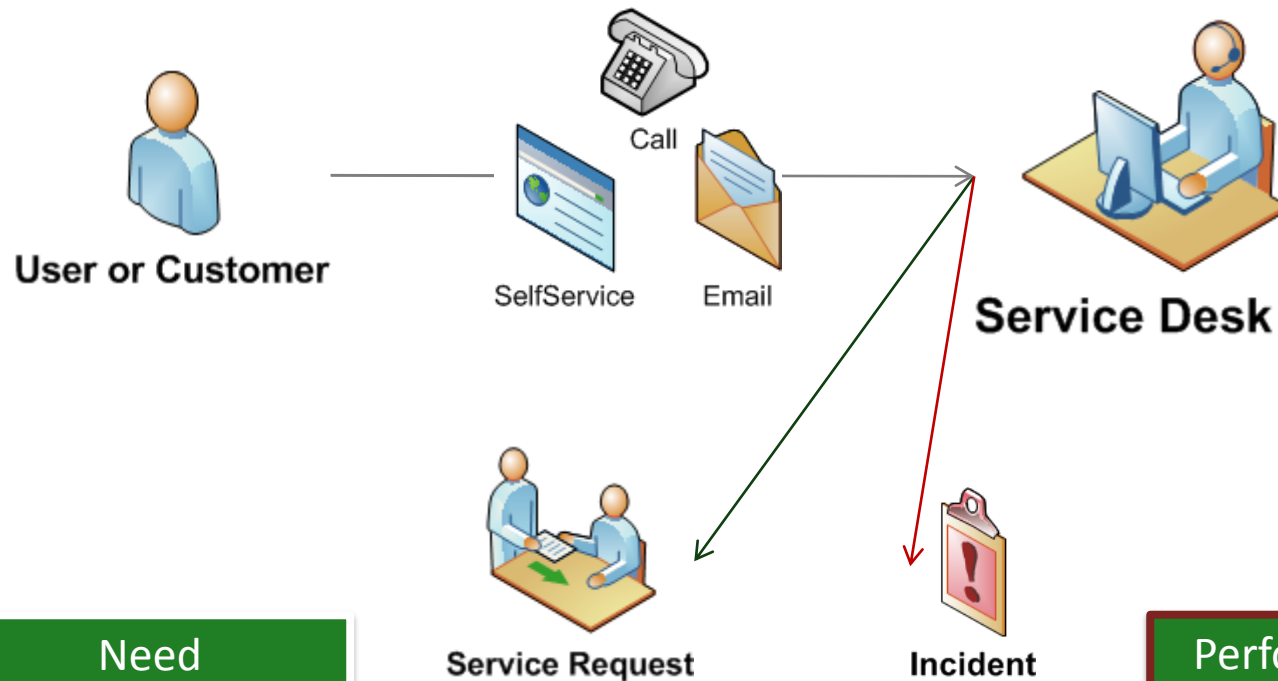 Call
User or Customer
SelfService
Email
Service Desk
Need
Service Request
Incident